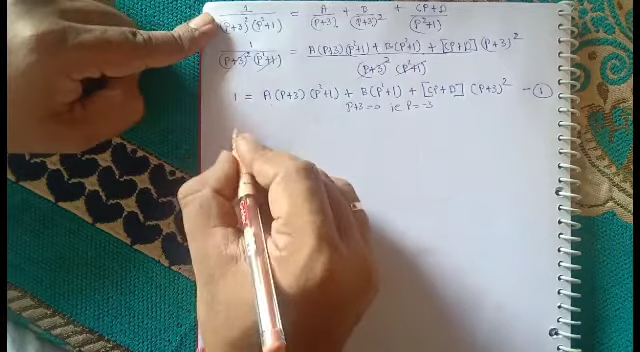 1/((P+3)² (P²+1)) = A/(P+3) + B/(P+3)² + CP+D/(P²+1)
1/((P+3)² (P²+1)) = A(P+3)(P²+1) + B(P²+1) + [CP+D] (P+3)² / (P+3)² (P²+1)
1 = A(P+3)(P²+1) + B(P²+1) + [CP+D] (P+3)² - ①
P+3=0 ie P=-3